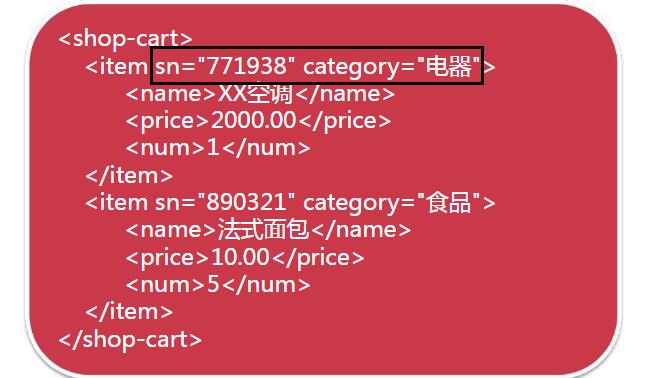 <shop-cart>
<item sn="771938" category="电器">
<name>XX空调</name>
<price>2000.00</price>
<num>1</num>
</item>
<item sn="890321" category="食品">
<name>法式面包</name>
<price>10.00</price>
<num>5</num>
</item>
</shop-cart>